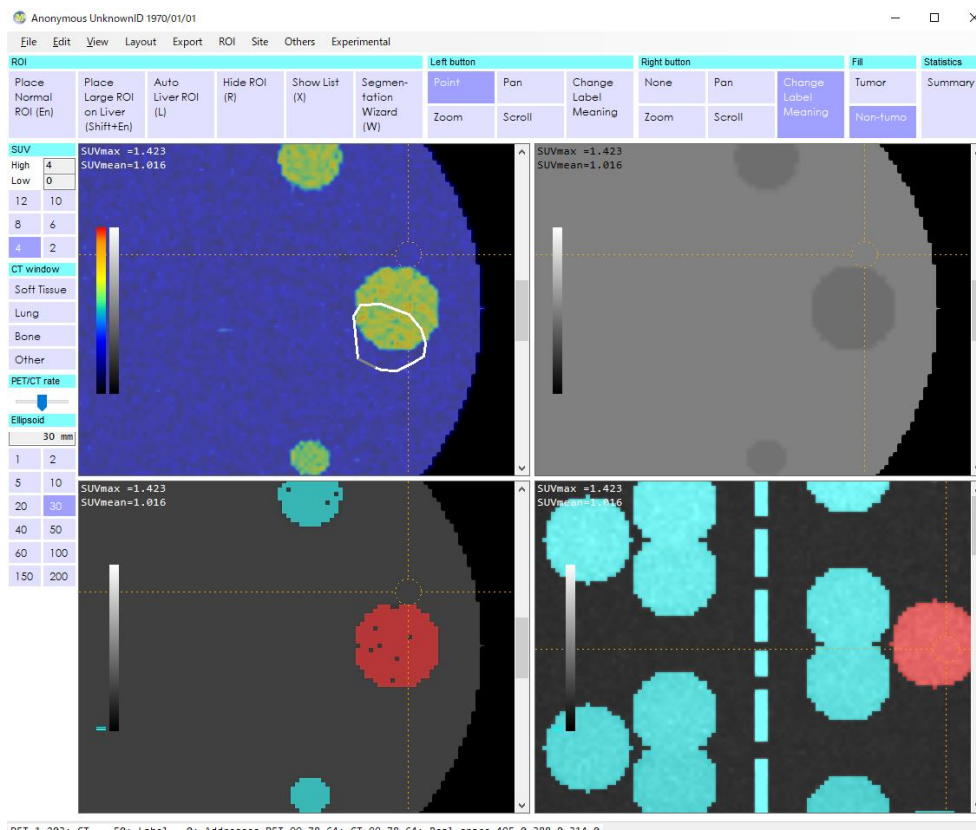 Anonymous UnknownID 1970/01/01
File Edit View Layout Export ROI Site Others Experimental
ROI Left button Right button Fill Statistics
Place Normal ROI (En)
Place Large ROI on Liver (Shift+En)
Auto Liver ROI (L)
Hide ROI (R)
Show List (X)
Segmen-tation Wizard (W)
Point Pan Change Label Meaning
Zoom Scroll
None Pan Change Label Meaning
Zoom Scroll
Tumor
Non-tumo
Summary
SUV
High 4
Low 0
12 10
8 6
4 2
CT window
Soft Tissue
Lung
Bone
Other
PET/CT rate
Ellipsoid
30 mm
1 2
5 10
20 30
40 50
60 100
150 200
SUVmax =1.423
SUVmean=1.016
SUVmax =1.423
SUVmean=1.016
SUVmax =1.423
SUVmean=1.016
SUVmax =1.423
SUVmean=1.016